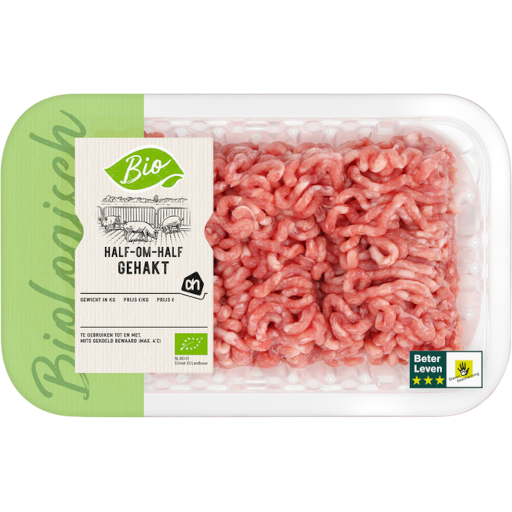 Biologisch
Bio
HALF-OM-HALF
GEHAKT
ah
GEWICHT IN KG PRIJS €/KG PRIJS €
TE GEBRUIKEN TOT EN MET,
MITS GEKOELD BEWAARD (MAX. 4°C)
Beter
Leven